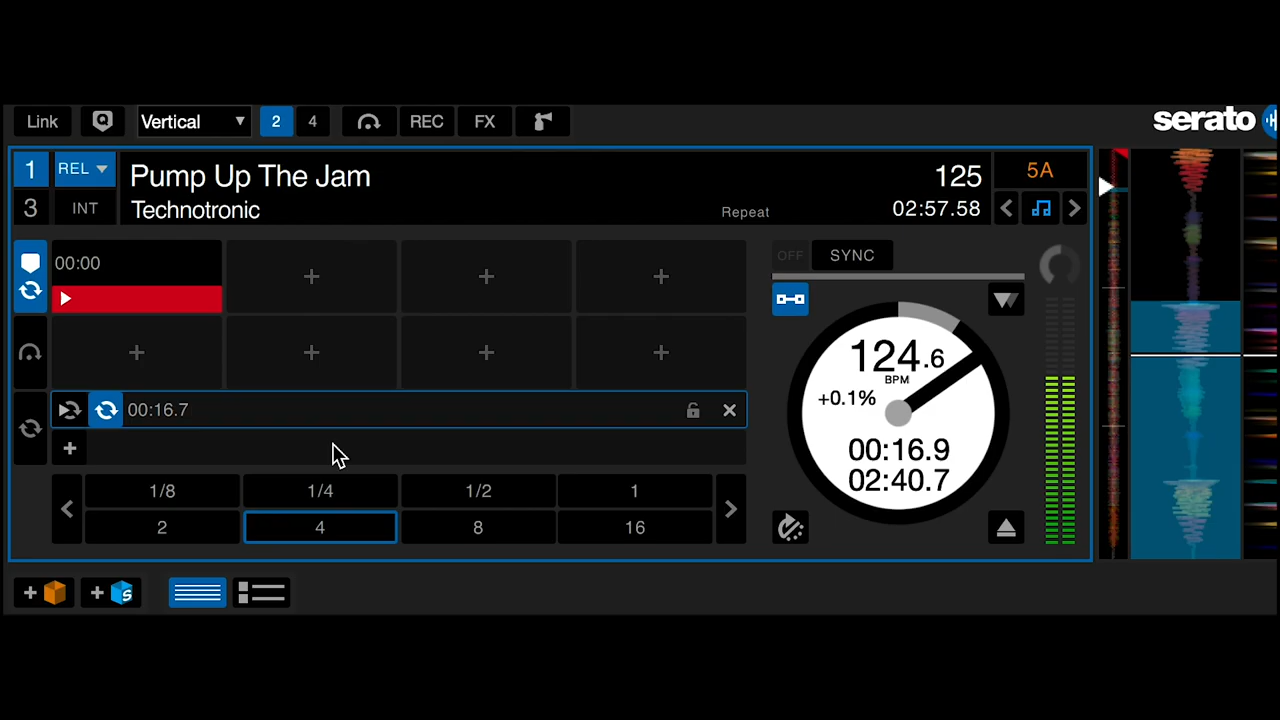 Link Vertical 2 4 REC FX serato
1 REL Pump Up The Jam 125 5A
3 INT Technotronic Repeat 02:57.58
00:00 + + + OFF SYNC
+ + + +
124.6
BPM
+0.1%
00:16.7
00:16.9
02:40.7
+
1/8 1/4 1/2 1
2 4 8 16
+ + S